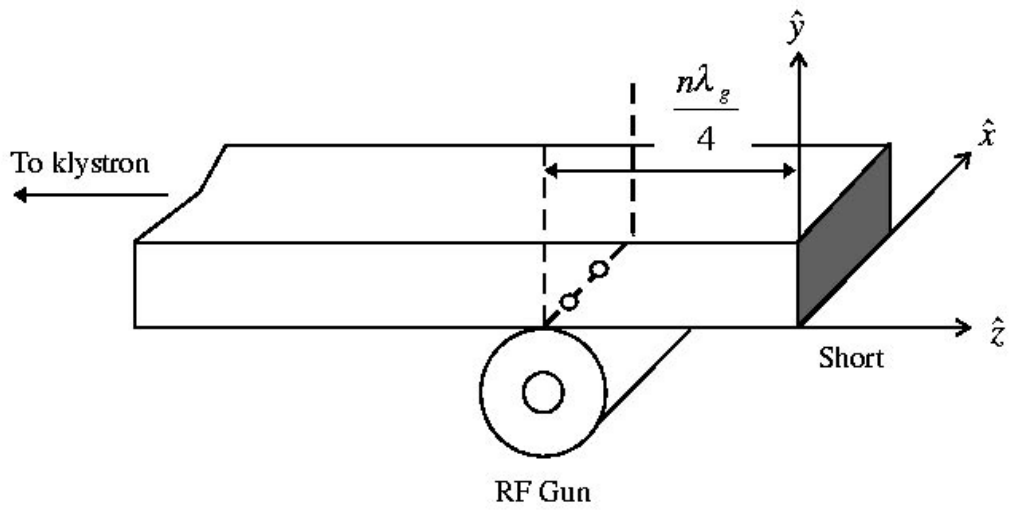 ŷ
nλ_g
4
x̂
To klystron
ẑ
Short
RF Gun